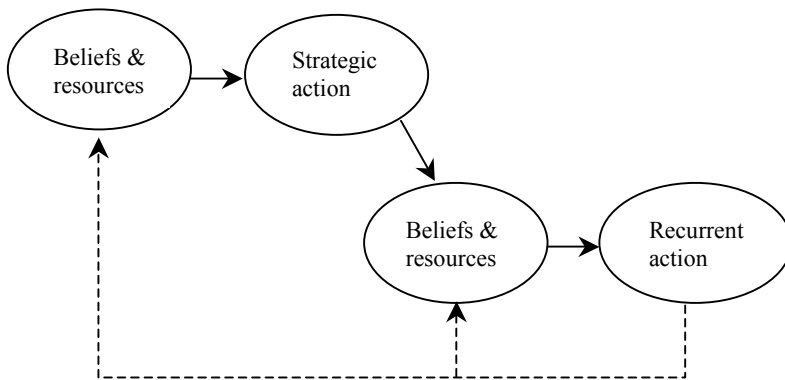 Beliefs &
resources
Strategic
action
Beliefs &
resources
Recurrent
action